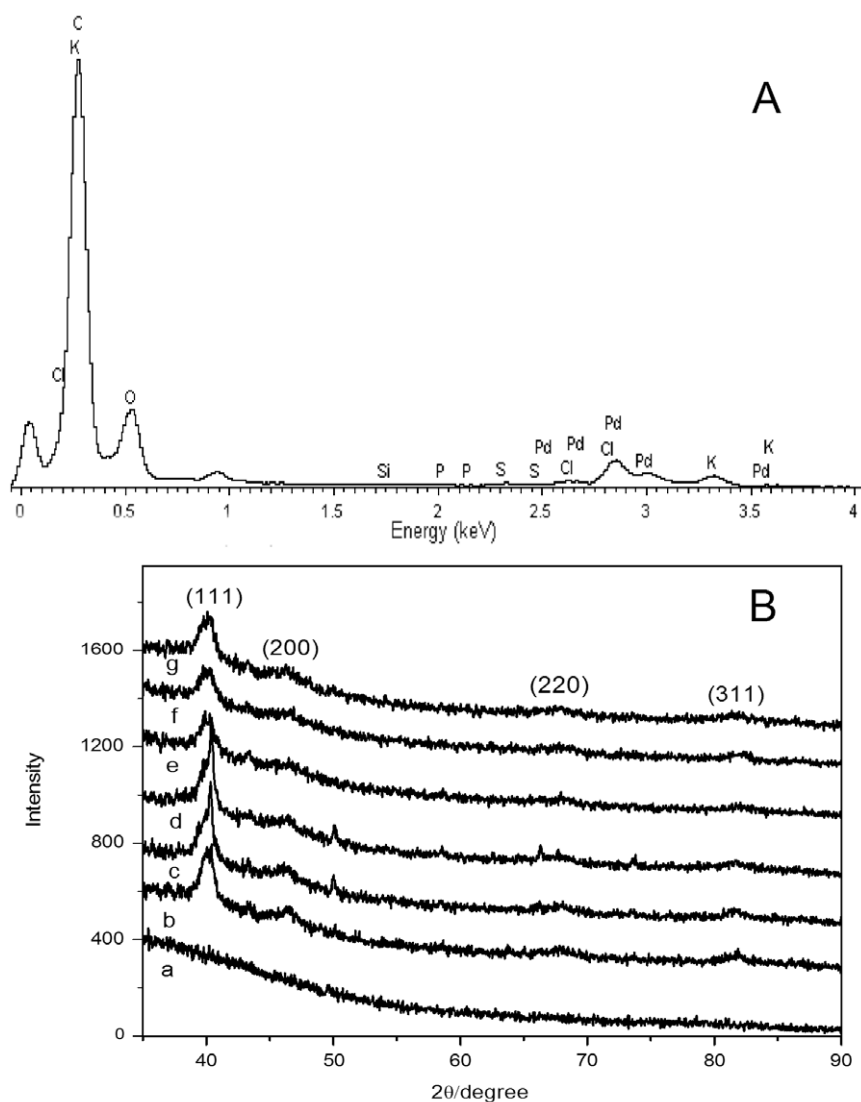 C
K
A
Cl
O
Pd
Pd Pd
Si P P S S Cl Cl Pd K Pd K
0 0.5 1 1.5 2 2.5 3 3.5 4
Energy (keV)
B
(111)
(200)
(220)
(311)
1600
1200
800
400
0
Intensity
g
f
e
d
c
b
a
40 50 60 70 80 90
2θ/degree